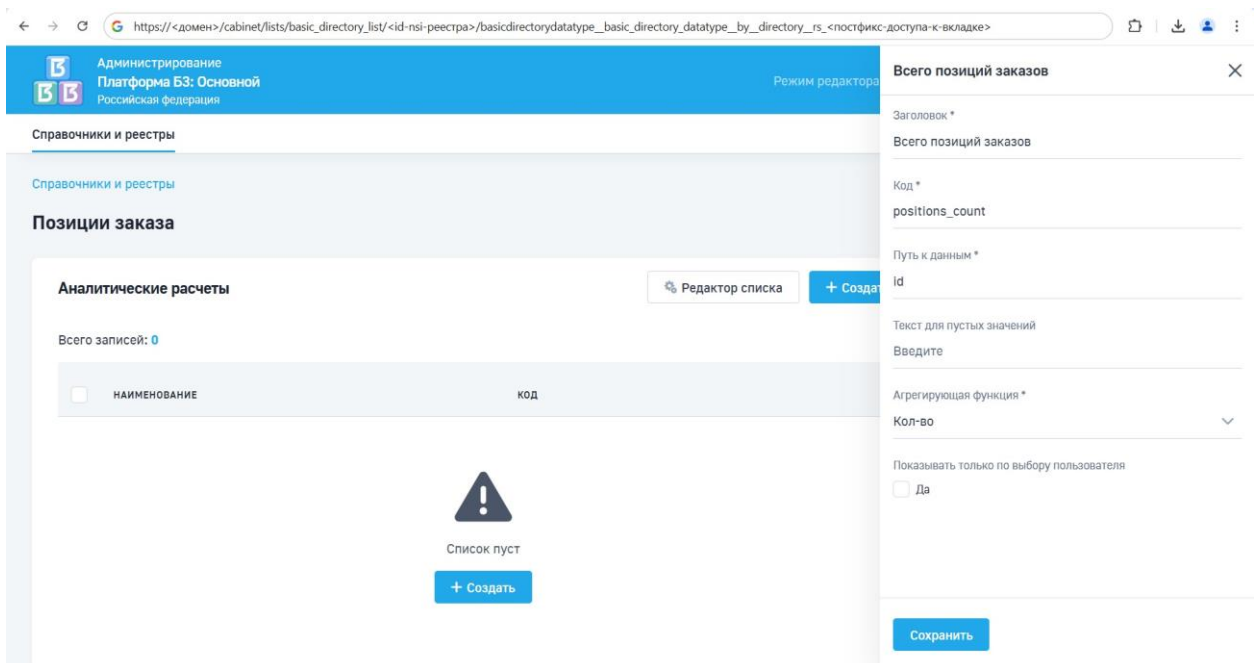 https://<домен>/cabinet/lists/basic_directory_list/<id-nsi-реестра>/basicdirectorydatatype__basic_directory_datatype__by__directory__rs_<постфикс-доступа-к-вкладке>
Администрирование
Платформа Б3: Основной
Российская федерация
Режим редактора
Справочники и реестры
Справочники и реестры
Позиции заказа
Аналитические расчеты
Редактор списка
+ Создат
Всего записей: 0
НАИМЕНОВАНИЕ
КОД
Список пуст
+ Создать
Всего позиций заказов
Заголовок *
Всего позиций заказов
Код *
positions_count
Путь к данным *
id
Текст для пустых значений
Введите
Агрегирующая функция *
Кол-во
Показывать только по выбору пользователя
Да
Сохранить